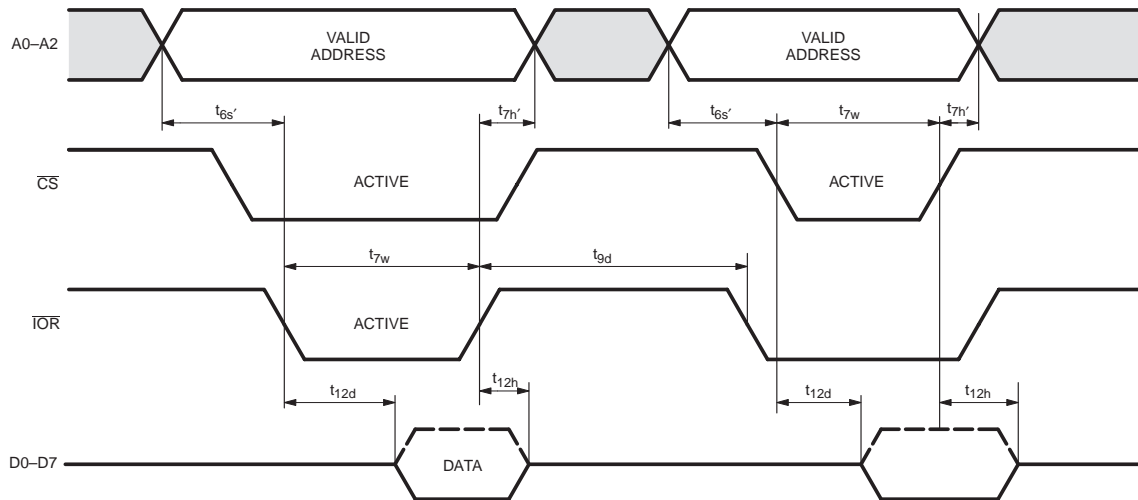 A0–A2
VALID
ADDRESS
VALID
ADDRESS
t6s′
t7h′
t6s′
t7w
t7h′
CS
ACTIVE
ACTIVE
t7w
t9d
IOR
ACTIVE
t12d
t12h
t12d
t12h
D0–D7
DATA